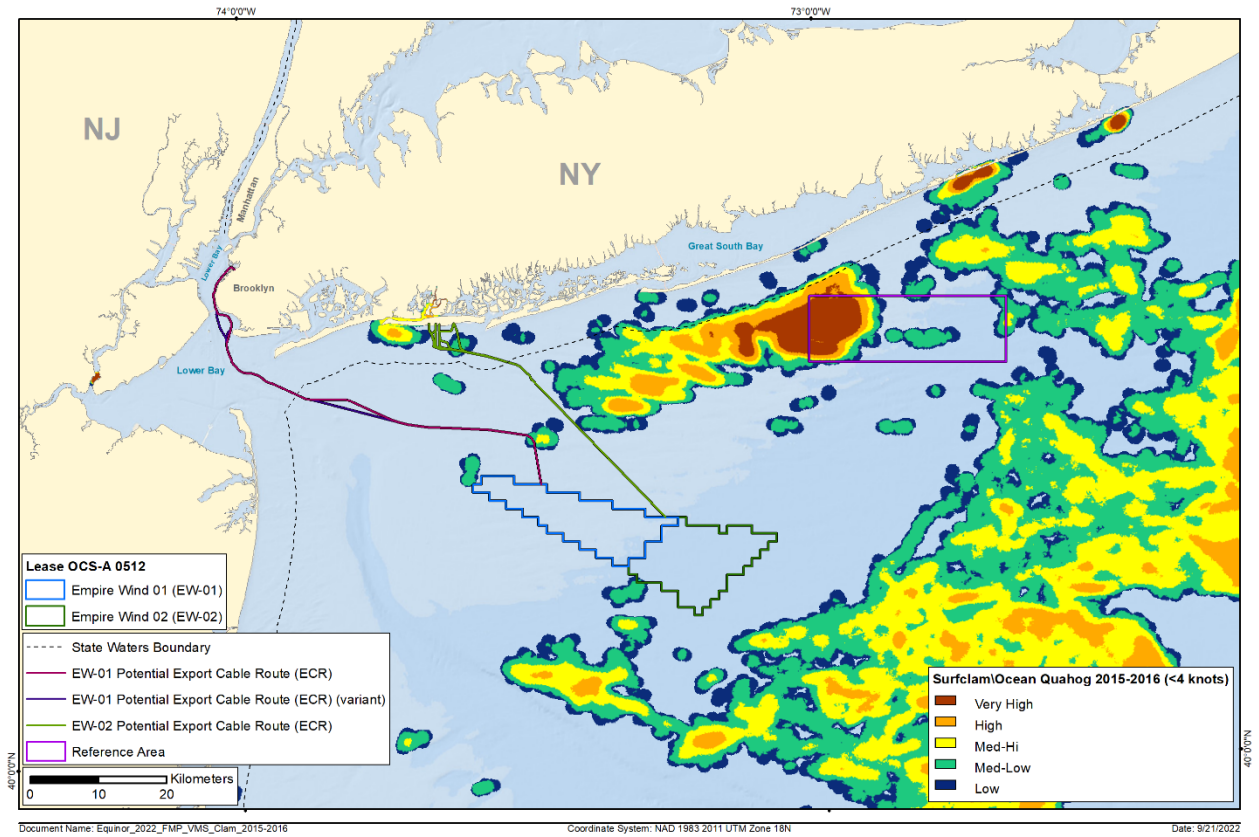 74°0'0"W
73°0'0"W
NJ
NY
Manhattan
Lower Bay
Brooklyn
Great South Bay
Lower Bay
Lease OCS-A 0512
Empire Wind 01 (EW-01)
Empire Wind 02 (EW-02)
State Waters Boundary
EW-01 Potential Export Cable Route (ECR)
EW-01 Potential Export Cable Route (ECR) (variant)
EW-02 Potential Export Cable Route (ECR)
Reference Area
Kilometers
0 10 20
40°0'0"N
40°0'0"N
Surfclam\Ocean Quahog 2015-2016 (<4 knots)
Very High
High
Med-Hi
Med-Low
Low
Document Name: Equinor_2022_FMP_VMS_Clam_2015-2016
Coordinate System: NAD 1983 2011 UTM Zone 18N
Date: 9/21/2022